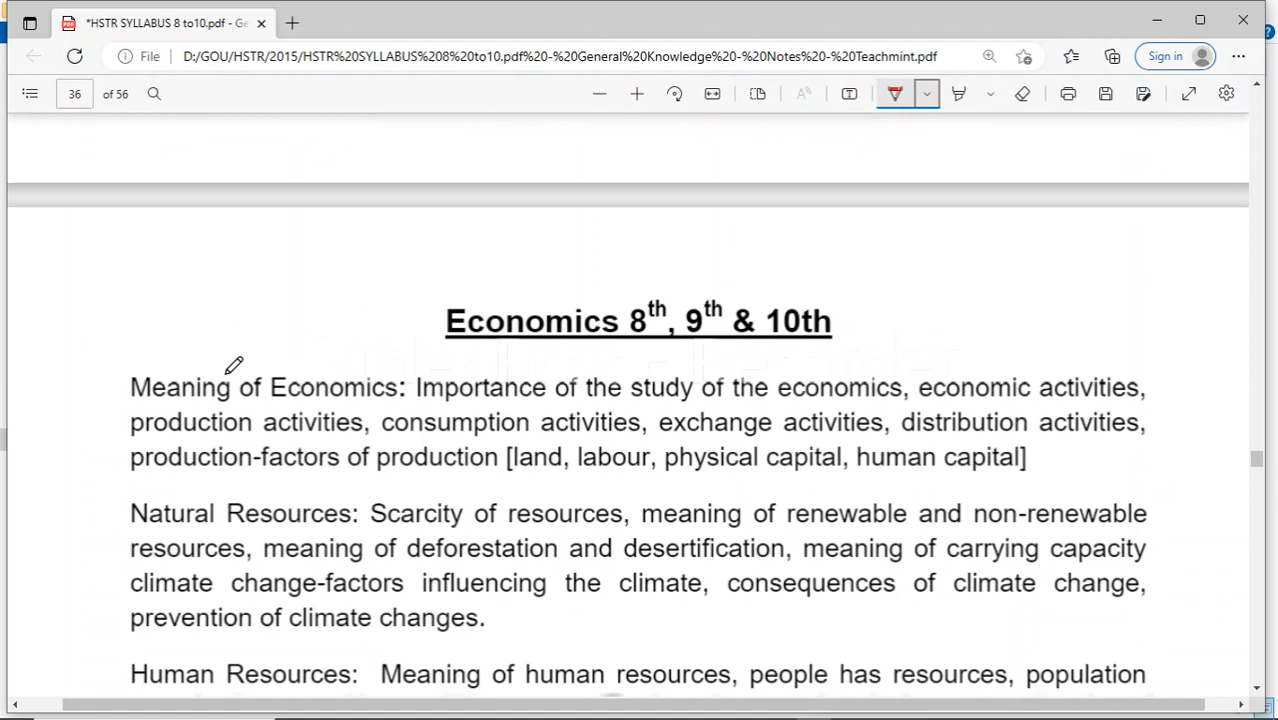 *HSTR SYLLABUS 8 to10.pdf - Ge
File D:/GOU/HSTR/2015/HSTR%20SYLLABUS%208%20to10.pdf%20-%20General%20Knowledge%20-%20Notes%20-%20Teachmint.pdf Sign in
36 of 56
Economics 8th, 9th & 10th
Meaning of Economics: Importance of the study of the economics, economic activities,
production activities, consumption activities, exchange activities, distribution activities,
production-factors of production [land, labour, physical capital, human capital]
Natural Resources: Scarcity of resources, meaning of renewable and non-renewable
resources, meaning of deforestation and desertification, meaning of carrying capacity
climate change-factors influencing the climate, consequences of climate change,
prevention of climate changes.
Human Resources: Meaning of human resources, people has resources, population